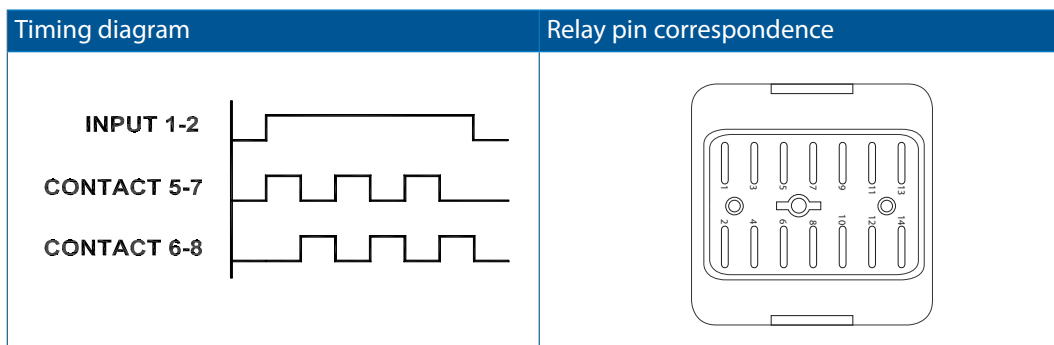 Timing diagram
Relay pin correspondence
INPUT 1-2
CONTACT 5-7
CONTACT 6-8
1 3 5 7 9 11 13
2 4 6 8 10 12 14